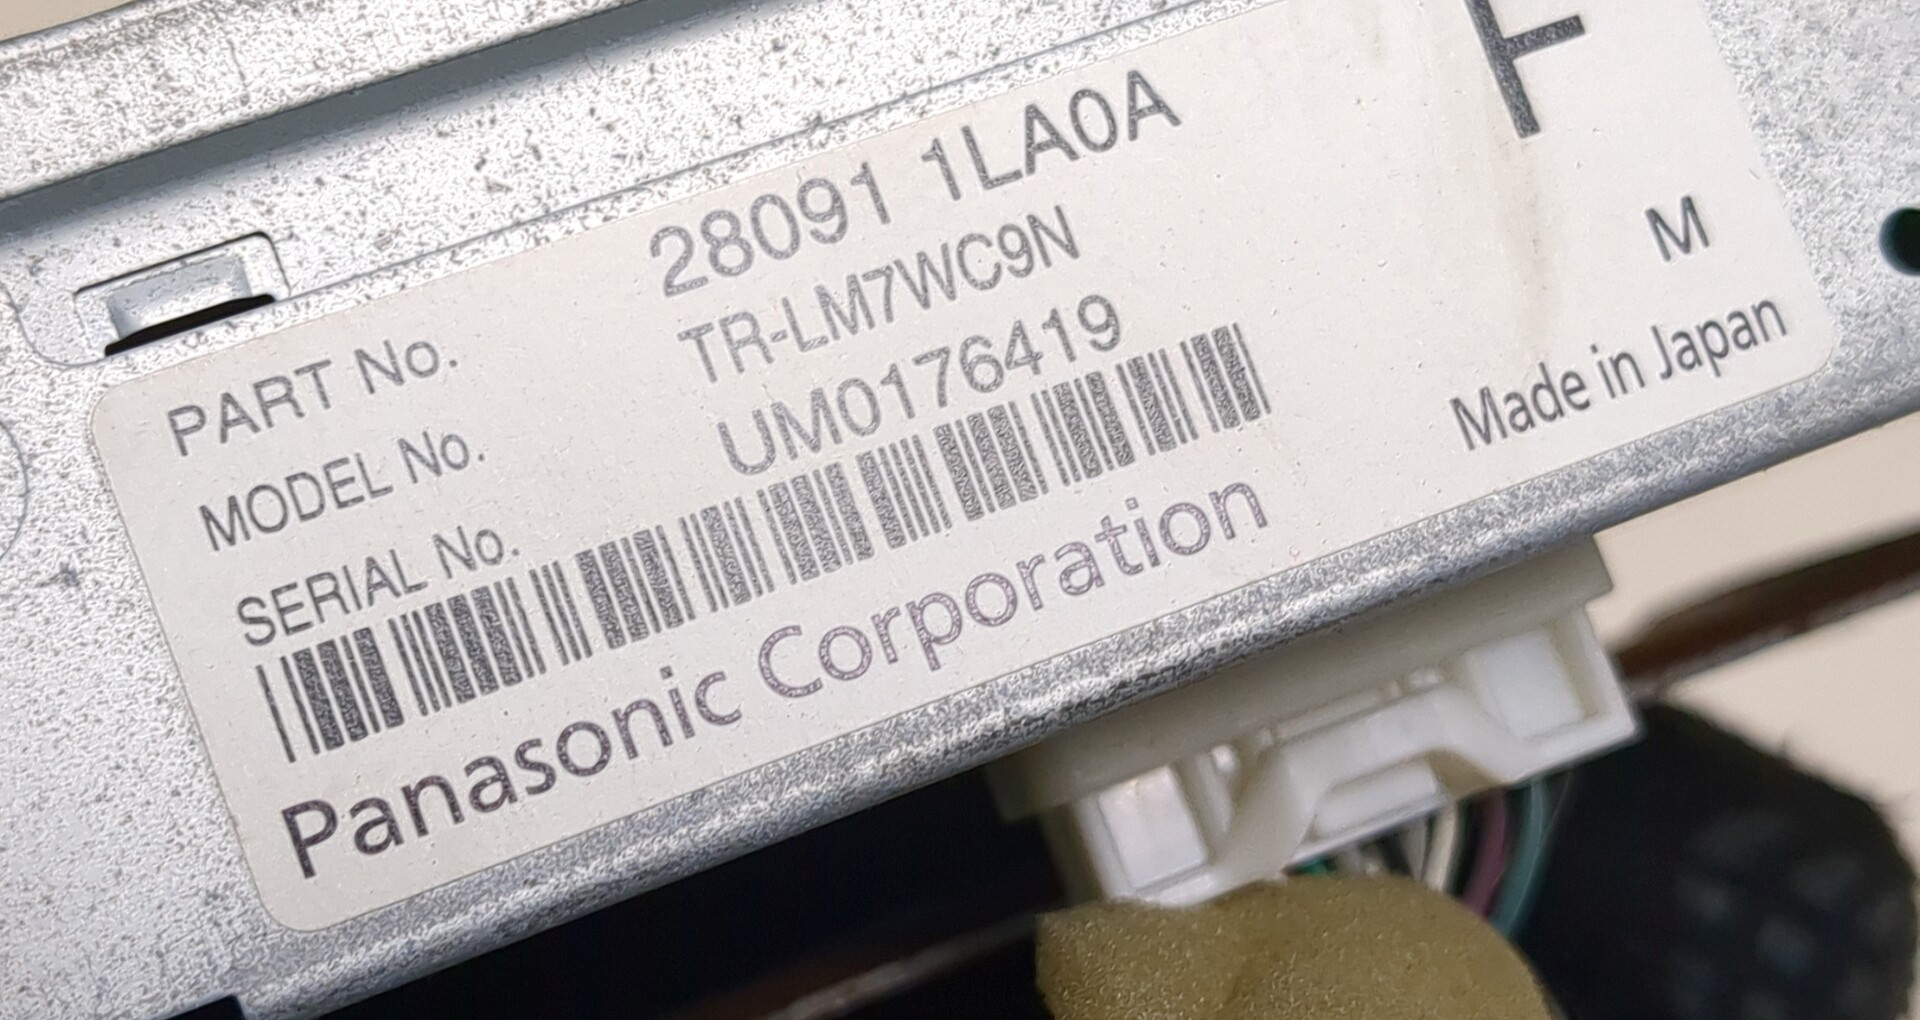 F
PART No. 28091 1LA0A
MODEL No. TR-LM7WC9N
SERIAL No. UM0176419
M
Panasonic Corporation
Made in Japan